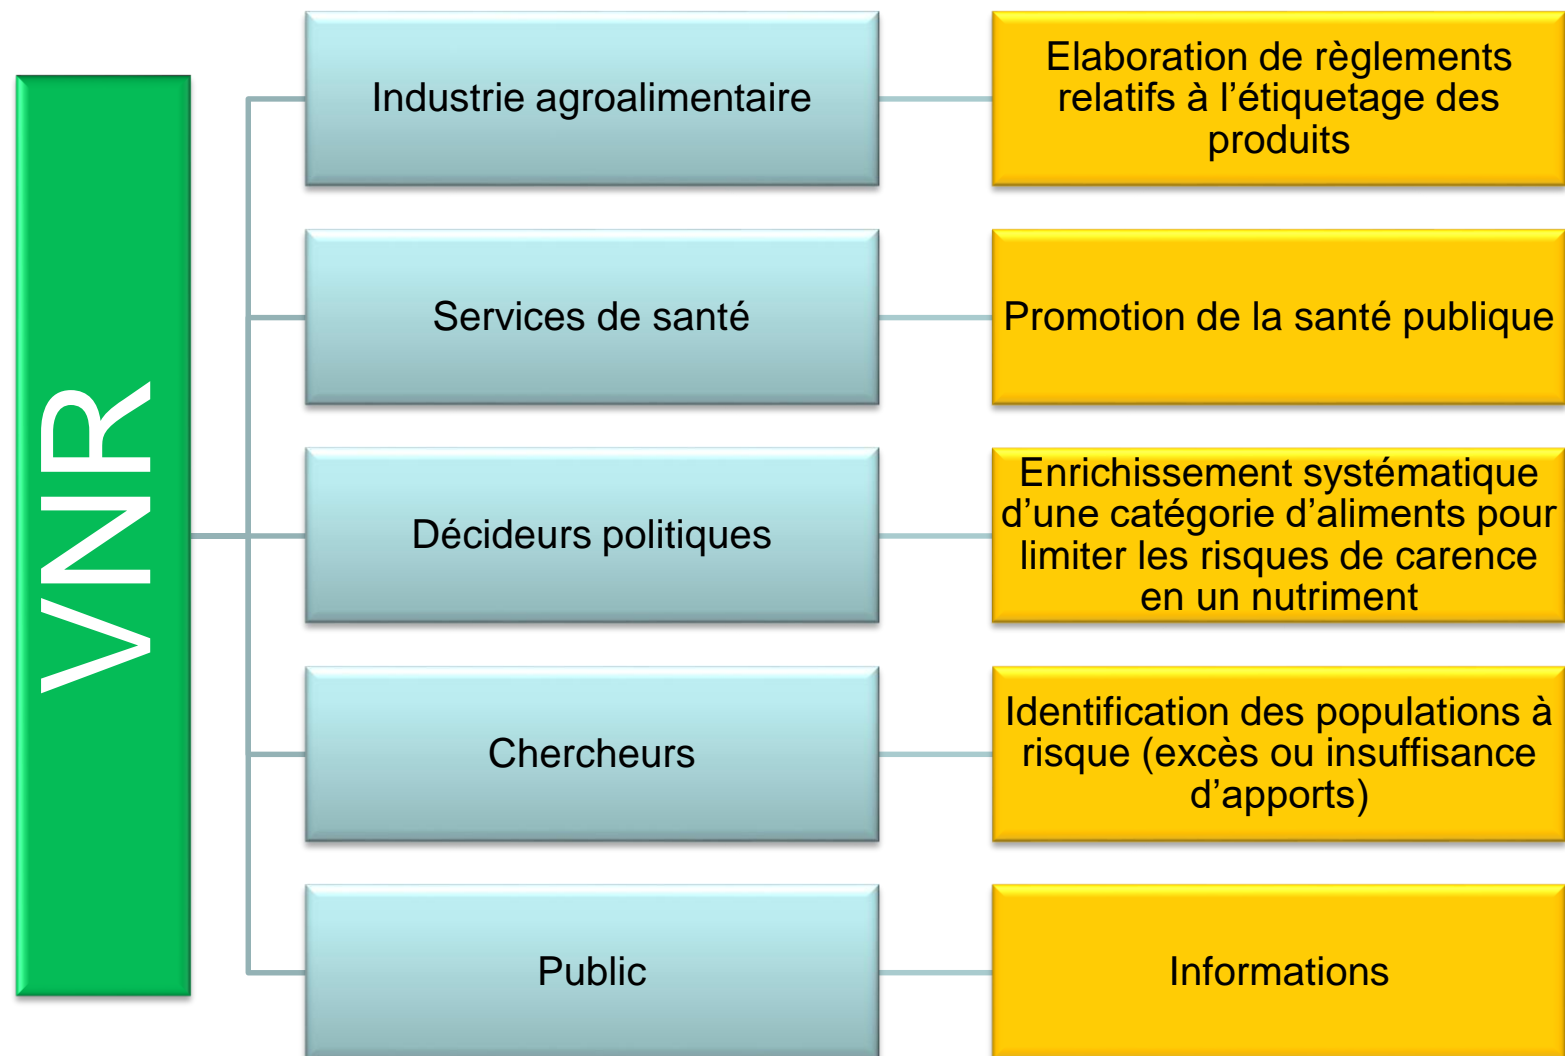 VNR
Industrie agroalimentaire
Elaboration de règlements
relatifs à l’étiquetage des
produits
Services de santé
Promotion de la santé publique
Décideurs politiques
Enrichissement systématique
d’une catégorie d’aliments pour
limiter les risques de carence
en un nutriment
Chercheurs
Identification des populations à
risque (excès ou insuffisance
d’apports)
Public
Informations